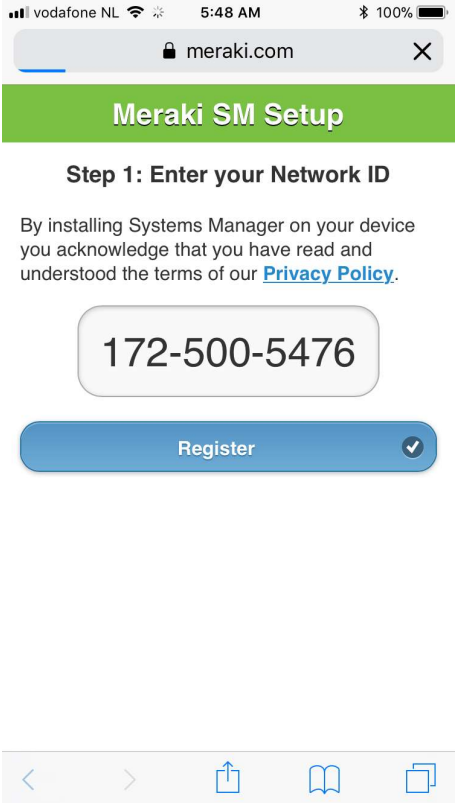 vodafone NL 5:48 AM 100%
meraki.com
Meraki SM Setup
Step 1: Enter your Network ID
By installing Systems Manager on your device
you acknowledge that you have read and
understood the terms of our Privacy Policy.
172-500-5476
Register